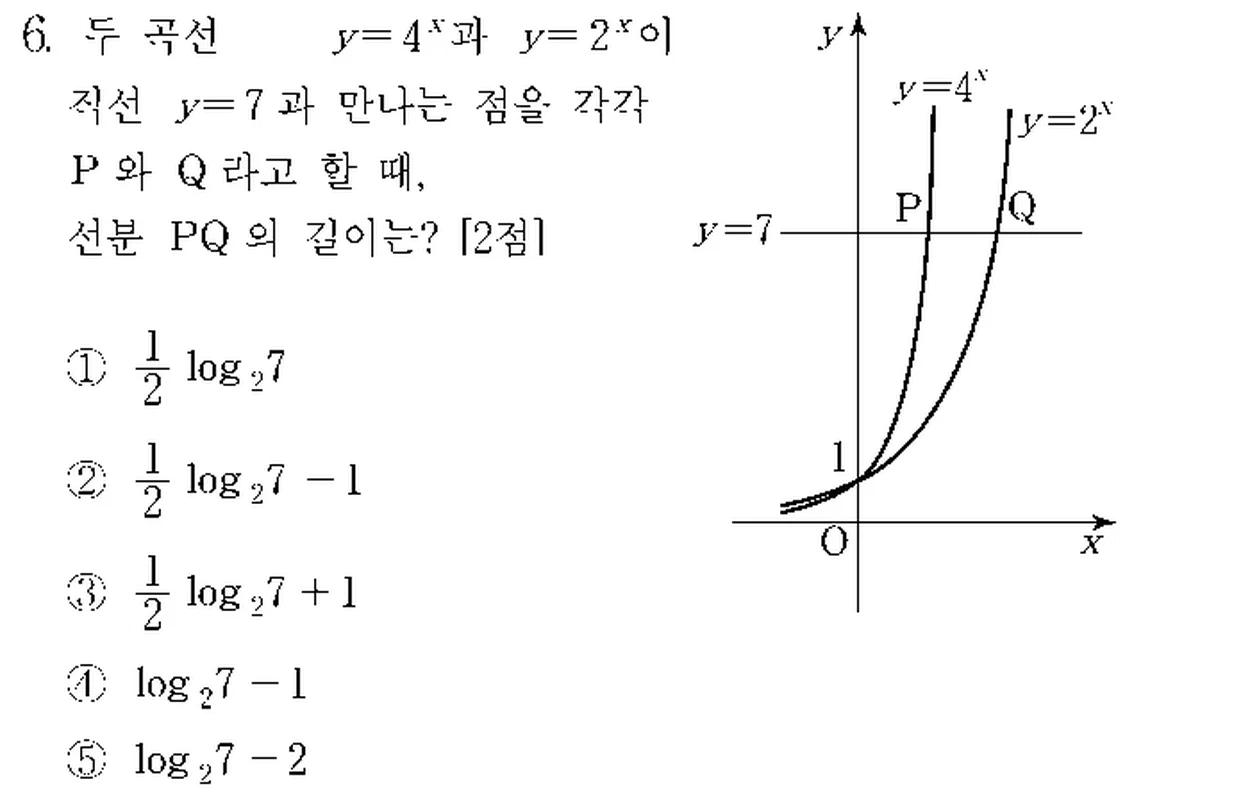 6. 두 곡선 y=4ˣ과 y=2ˣ이
직선 y=7과 만나는 점을 각각
P와 Q라고 할 때,
선분 PQ의 길이는? [2점]
① 1/2 log₂7
② 1/2 log₂7 − 1
③ 1/2 log₂7 + 1
④ log₂7 − 1
⑤ log₂7 − 2
y
y=4ˣ
y=2ˣ
P
Q
y=7
1
O
x